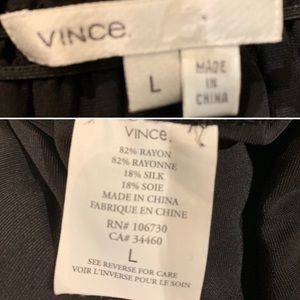 VINCE.
L
MADE
IN
CHINA
VINCE.
82% RAYON
82% RAYONNE
18% SILK
18% SOIE
MADE IN CHINA
FABRIQUE EN CHINE
RN# 106730
CA# 34460
L
SEE REVERSE FOR CARE
VOIR L'INVERSE POUR LE SOIN